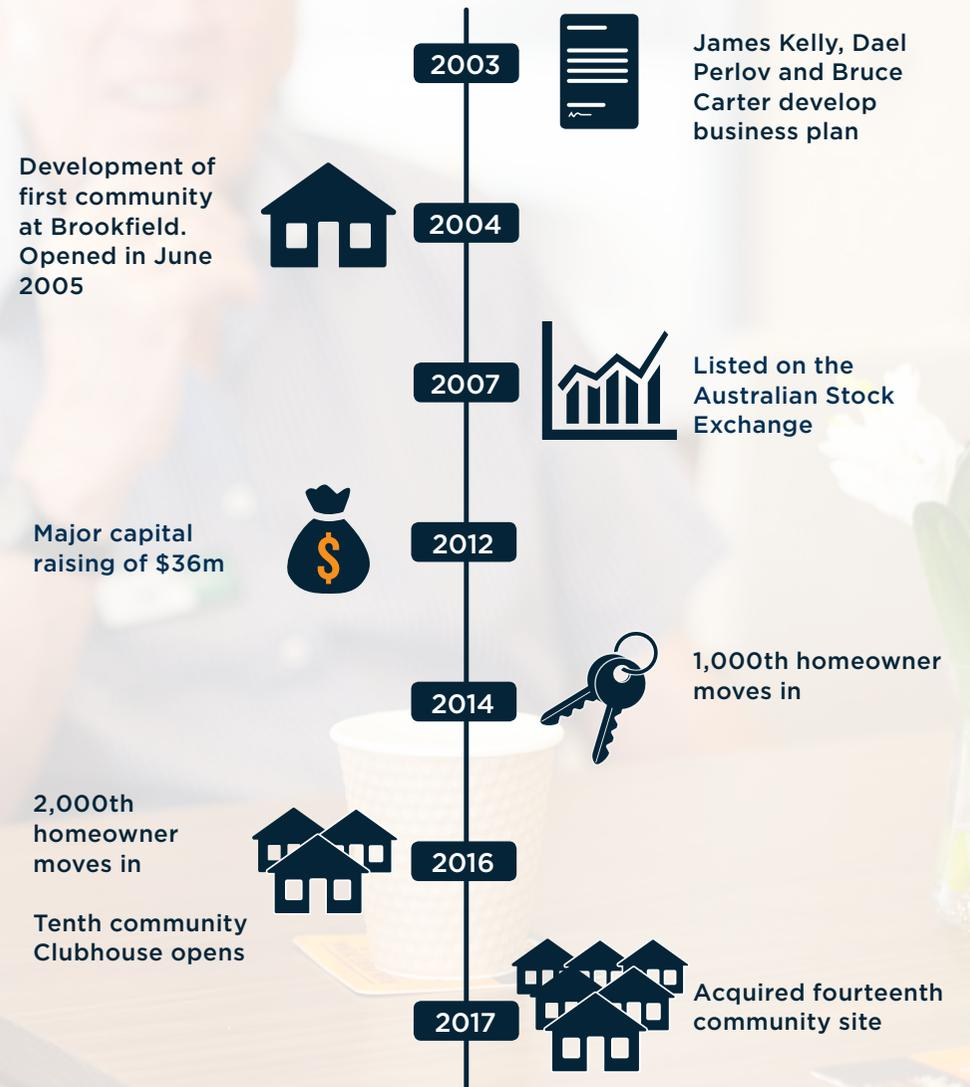 2003
James Kelly, Dael
Perlov and Bruce
Carter develop
business plan
Development of
first community
at Brookfield.
Opened in June
2005
2004
2007
Listed on the
Australian Stock
Exchange
Major capital
raising of $36m
$
2012
2014
1,000th homeowner
moves in
2,000th
homeowner
moves in
Tenth community
Clubhouse opens
2016
2017
Acquired fourteenth
community site